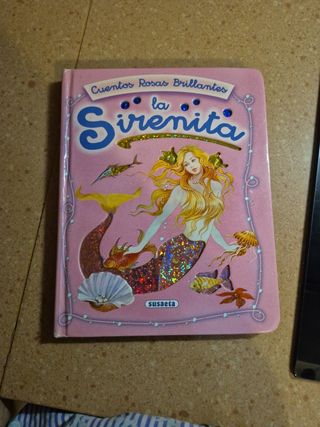 Cuentos Rosas Brillantes
la
Sirenita
susaeta